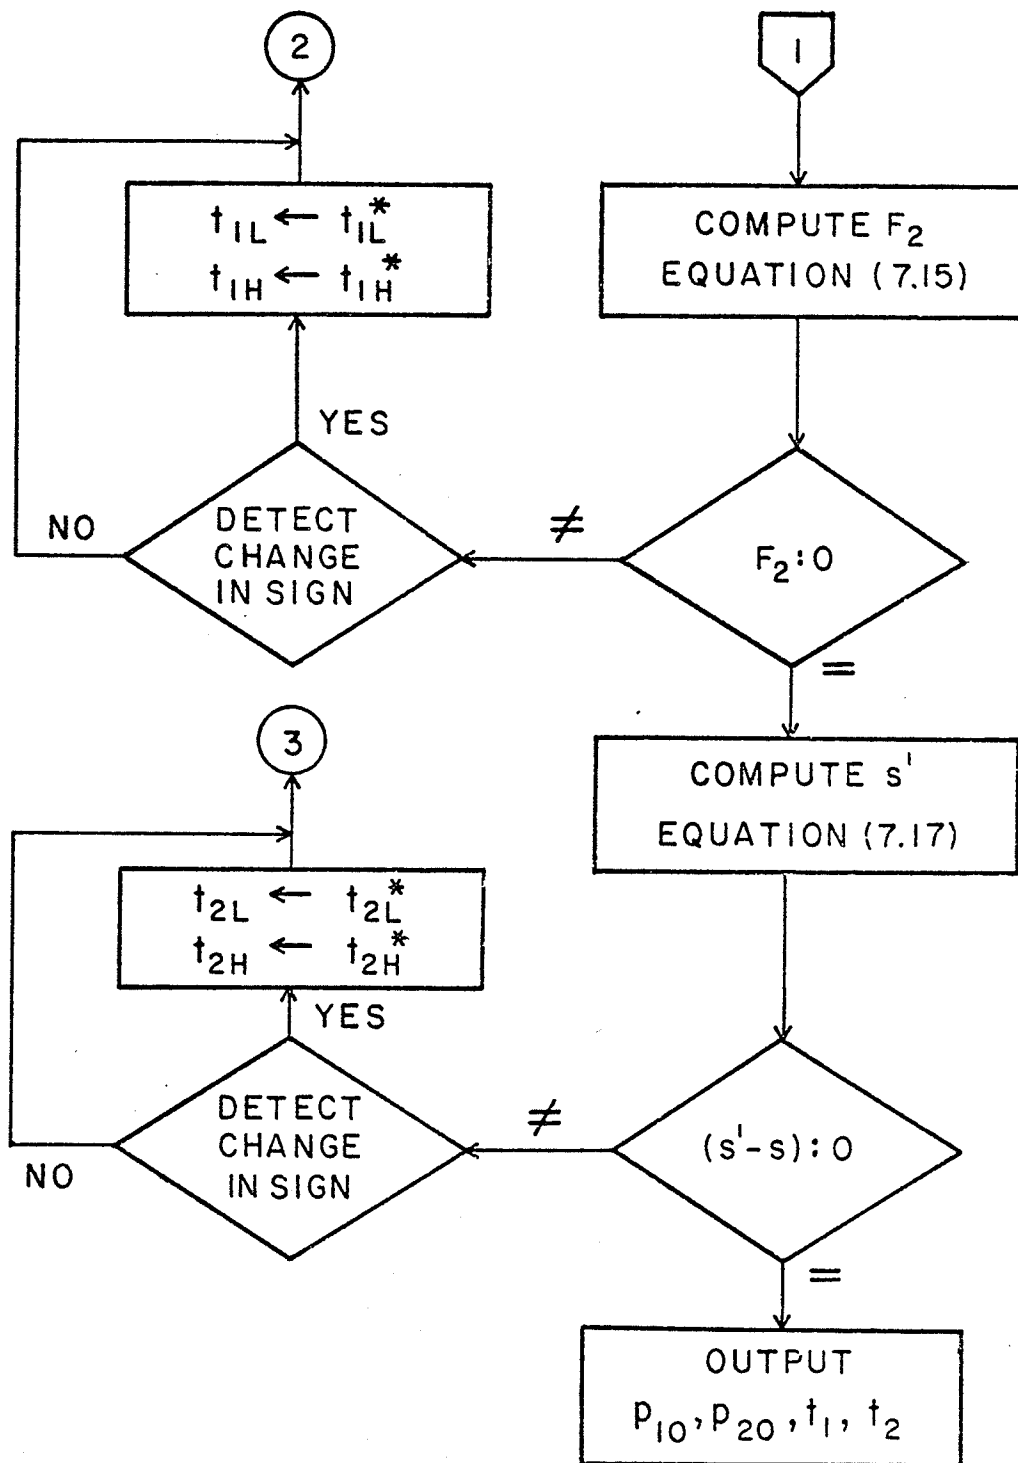 2
1
t₁L ← t₁L*
t₁H ← t₁H*
COMPUTE F₂
EQUATION (7.15)
YES
NO
DETECT
CHANGE
IN SIGN
≠
F₂:0
=
3
COMPUTE s'
EQUATION (7.17)
t₂L ← t₂L*
t₂H ← t₂H*
YES
NO
DETECT
CHANGE
IN SIGN
≠
(s'-s):0
=
OUTPUT
p₁₀,p₂₀,t₁,t₂